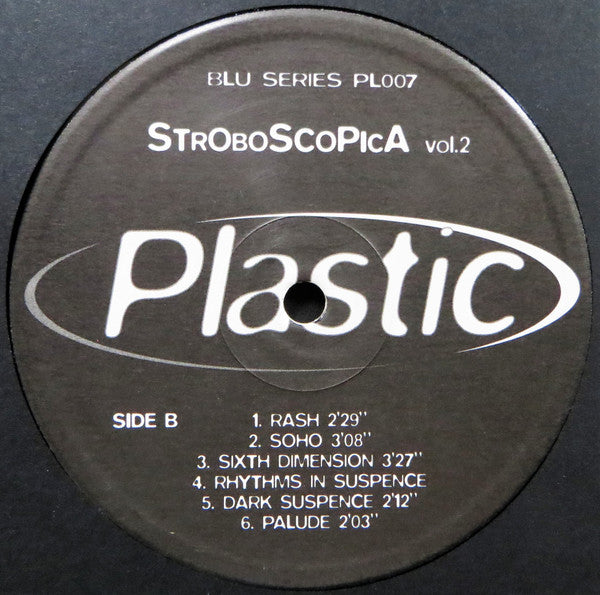 BLU SERIES PL007
StrOboScoPicA vol.2
Plastic
SIDE B
1. RASH 2'29''
2. SOHO 3'08''
3. SIXTH DIMENSION 3'27''
4. RHYTHMS IN SUSPENCE
5. DARK SUSPENCE 2'12''
6. PALUDE 2'03''